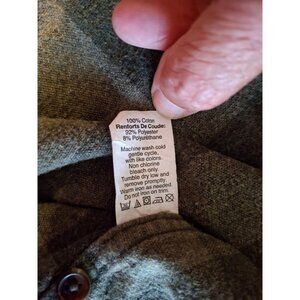 100% Coton
Renforts De Coude:
92% Polyester
8% Polyurethane
Machine wash cold
gentle cycle,
with like colors.
Non chlorine
bleach only
Tumble dry low and
remove promptly.
Warm iron as needed.
Do not iron on trim.